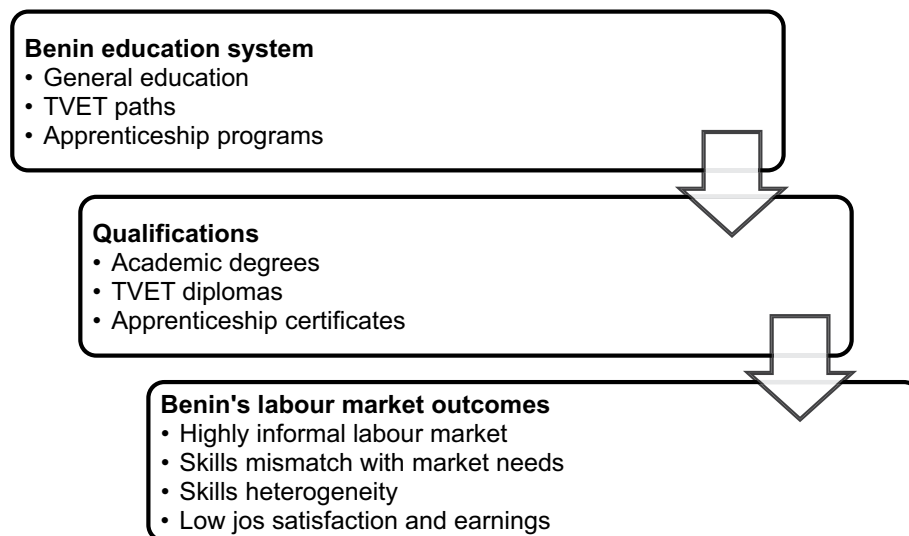 Benin education system
• General education
• TVET paths
• Apprenticeship programs
Qualifications
• Academic degrees
• TVET diplomas
• Apprenticeship certificates
Benin's labour market outcomes
• Highly informal labour market
• Skills mismatch with market needs
• Skills heterogeneity
• Low jos satisfaction and earnings